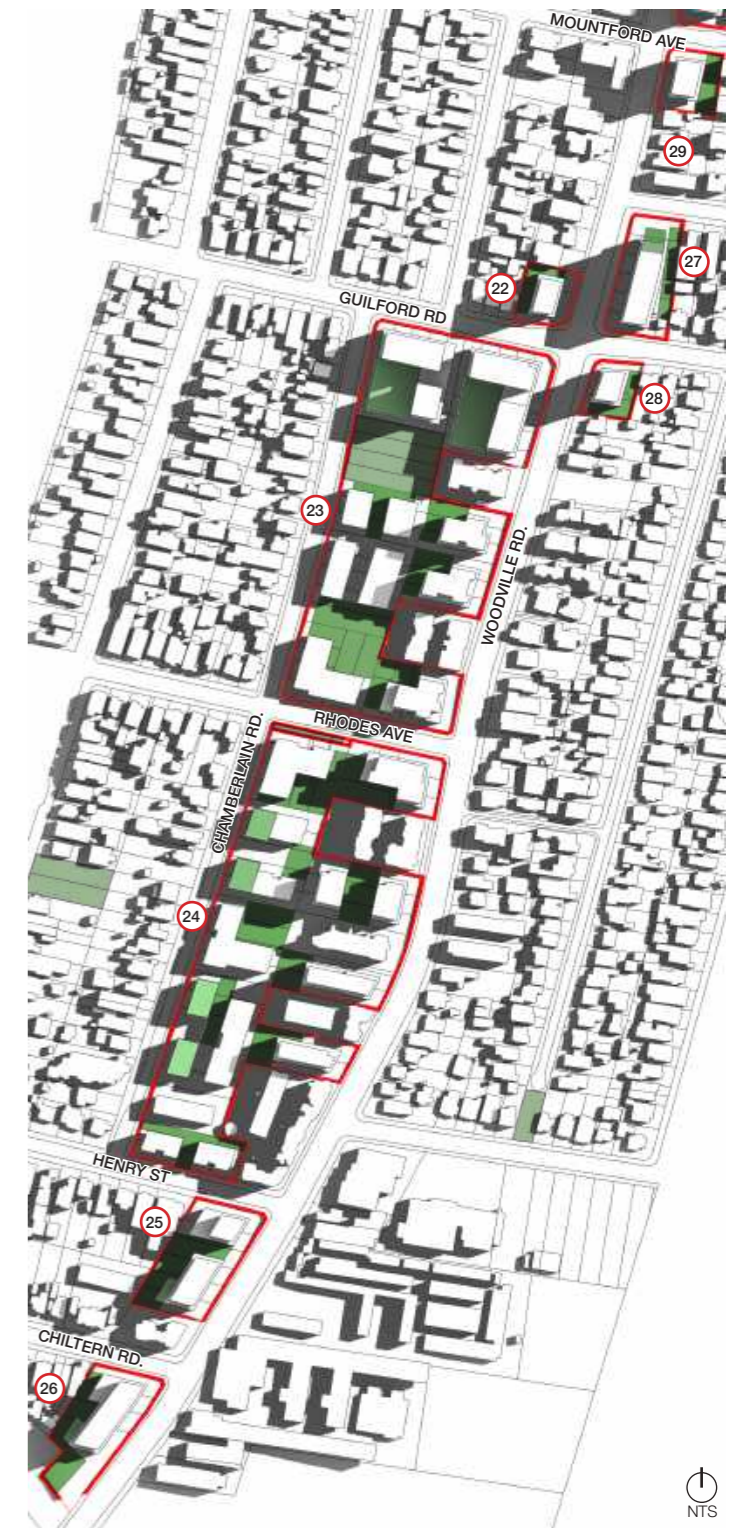 MOUNTFORD AVE
29
27
22
GUILFORD RD
28
23
WOODVILLE RD.
RHODES AVE
CHAMBERLAIN RD.
24
HENRY ST
25
CHILTERN RD.
26
NTS